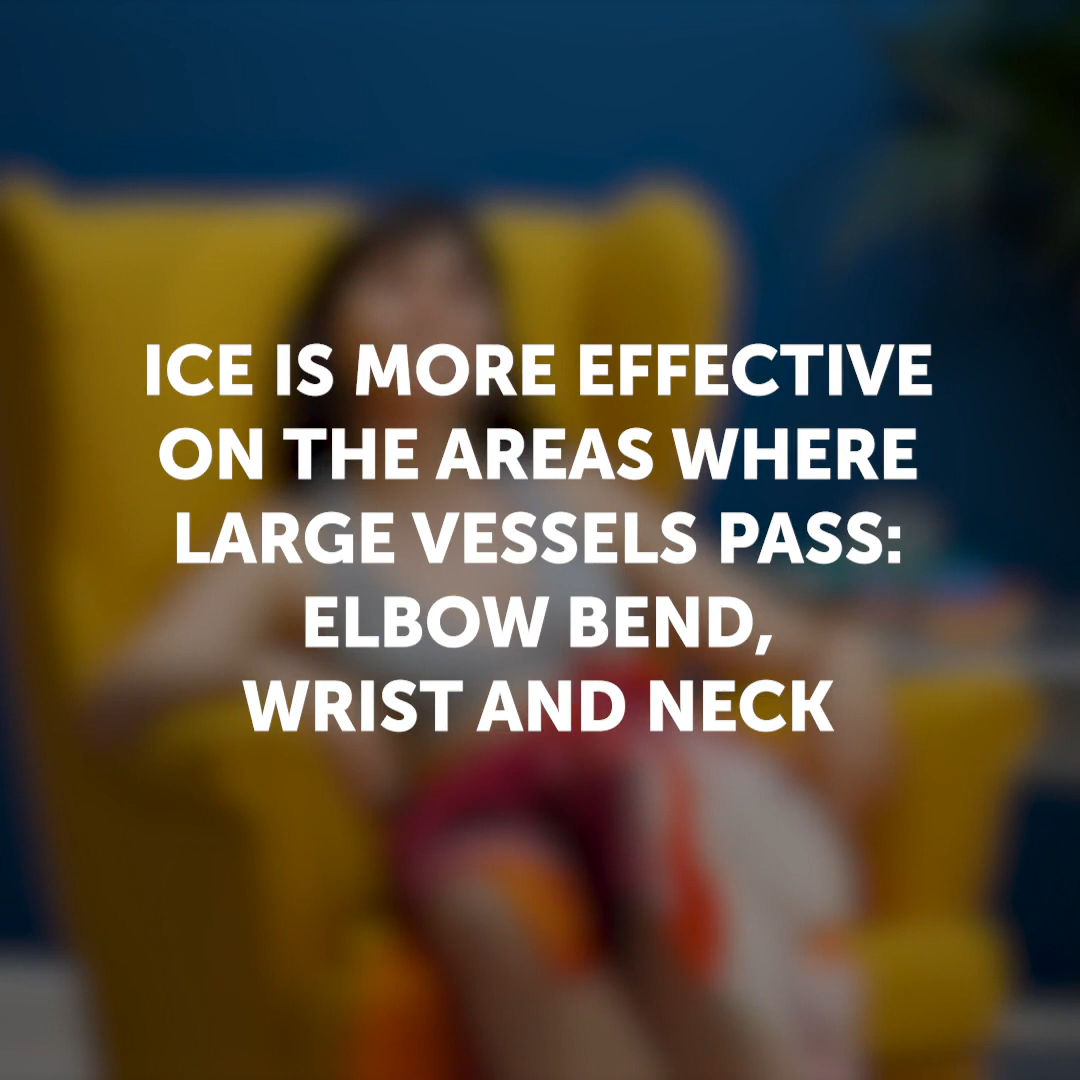 ICE IS MORE EFFECTIVE
ON THE AREAS WHERE
LARGE VESSELS PASS:
ELBOW BEND,
WRIST AND NECK